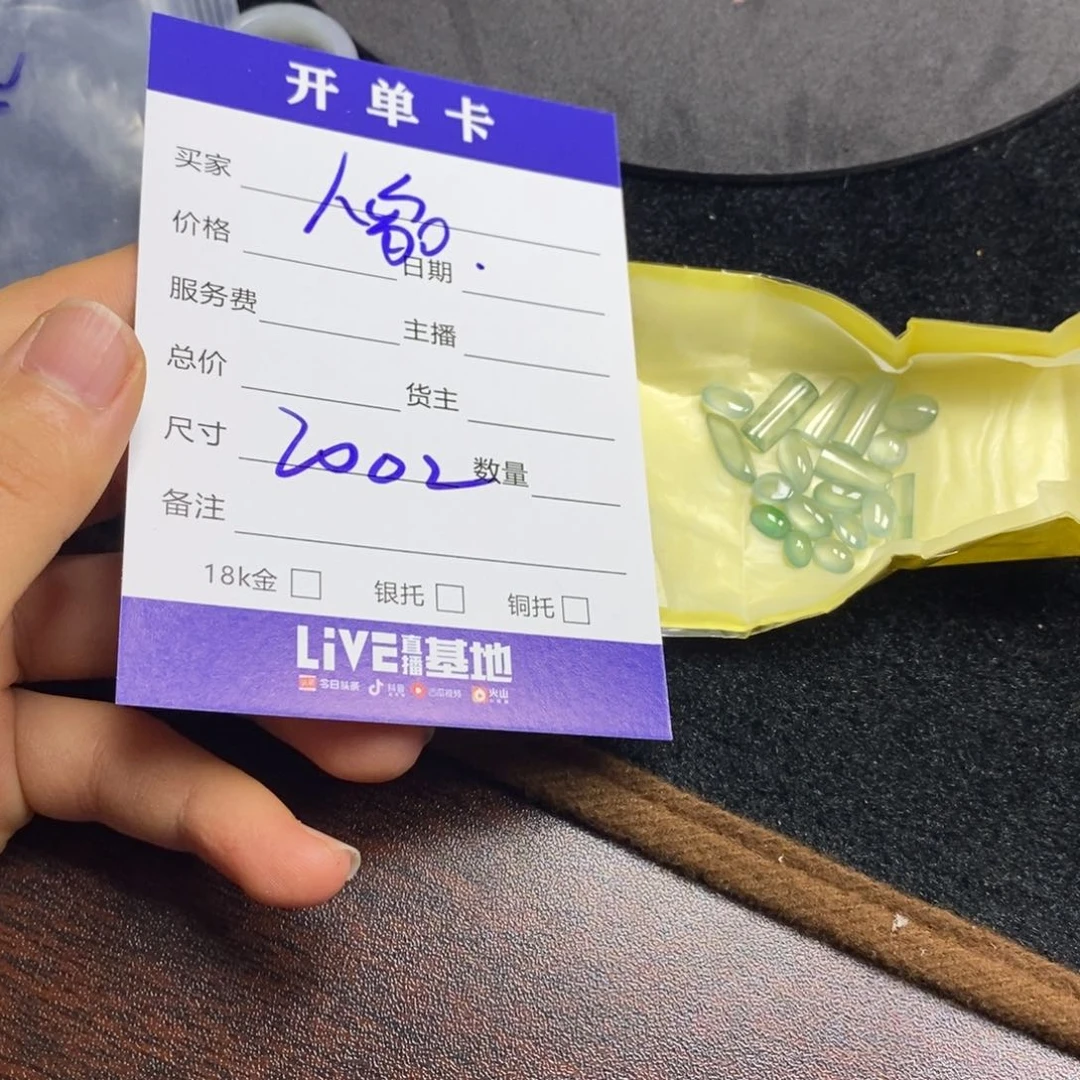 开单卡
买家 人
价格 日期
服务费 主播
总价 货主
尺寸 2002 数量
备注
18k金 银托 铜托
LiVE直播基地
今日头条 抖音 西瓜视频 火山